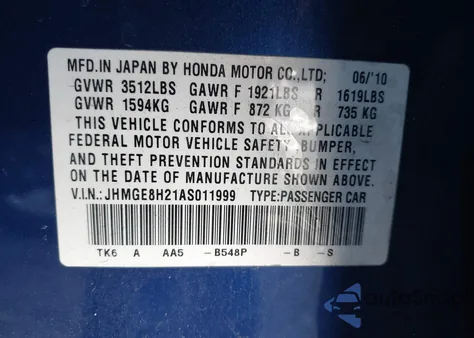 MFD.IN JAPAN BY HONDA MOTOR CO.,LTD; 06/'10
GVWR 3512LBS GAWR F 1921LBS R 1619LBS
GVWR 1594KG GAWR F 872 KG R 735 KG
THIS VEHICLE CONFORMS TO ALL APPLICABLE
FEDERAL MOTOR VEHICLE SAFETY, BUMPER,
AND THEFT PREVENTION STANDARDS IN EFFECT
ON THE DATE OF MANUFACTURE SHOWN ABOVE.
V.I.N.: JHMGE8H21AS011999 TYPE:PASSENGER CAR
TK6 A AA5 -B548P -B -S